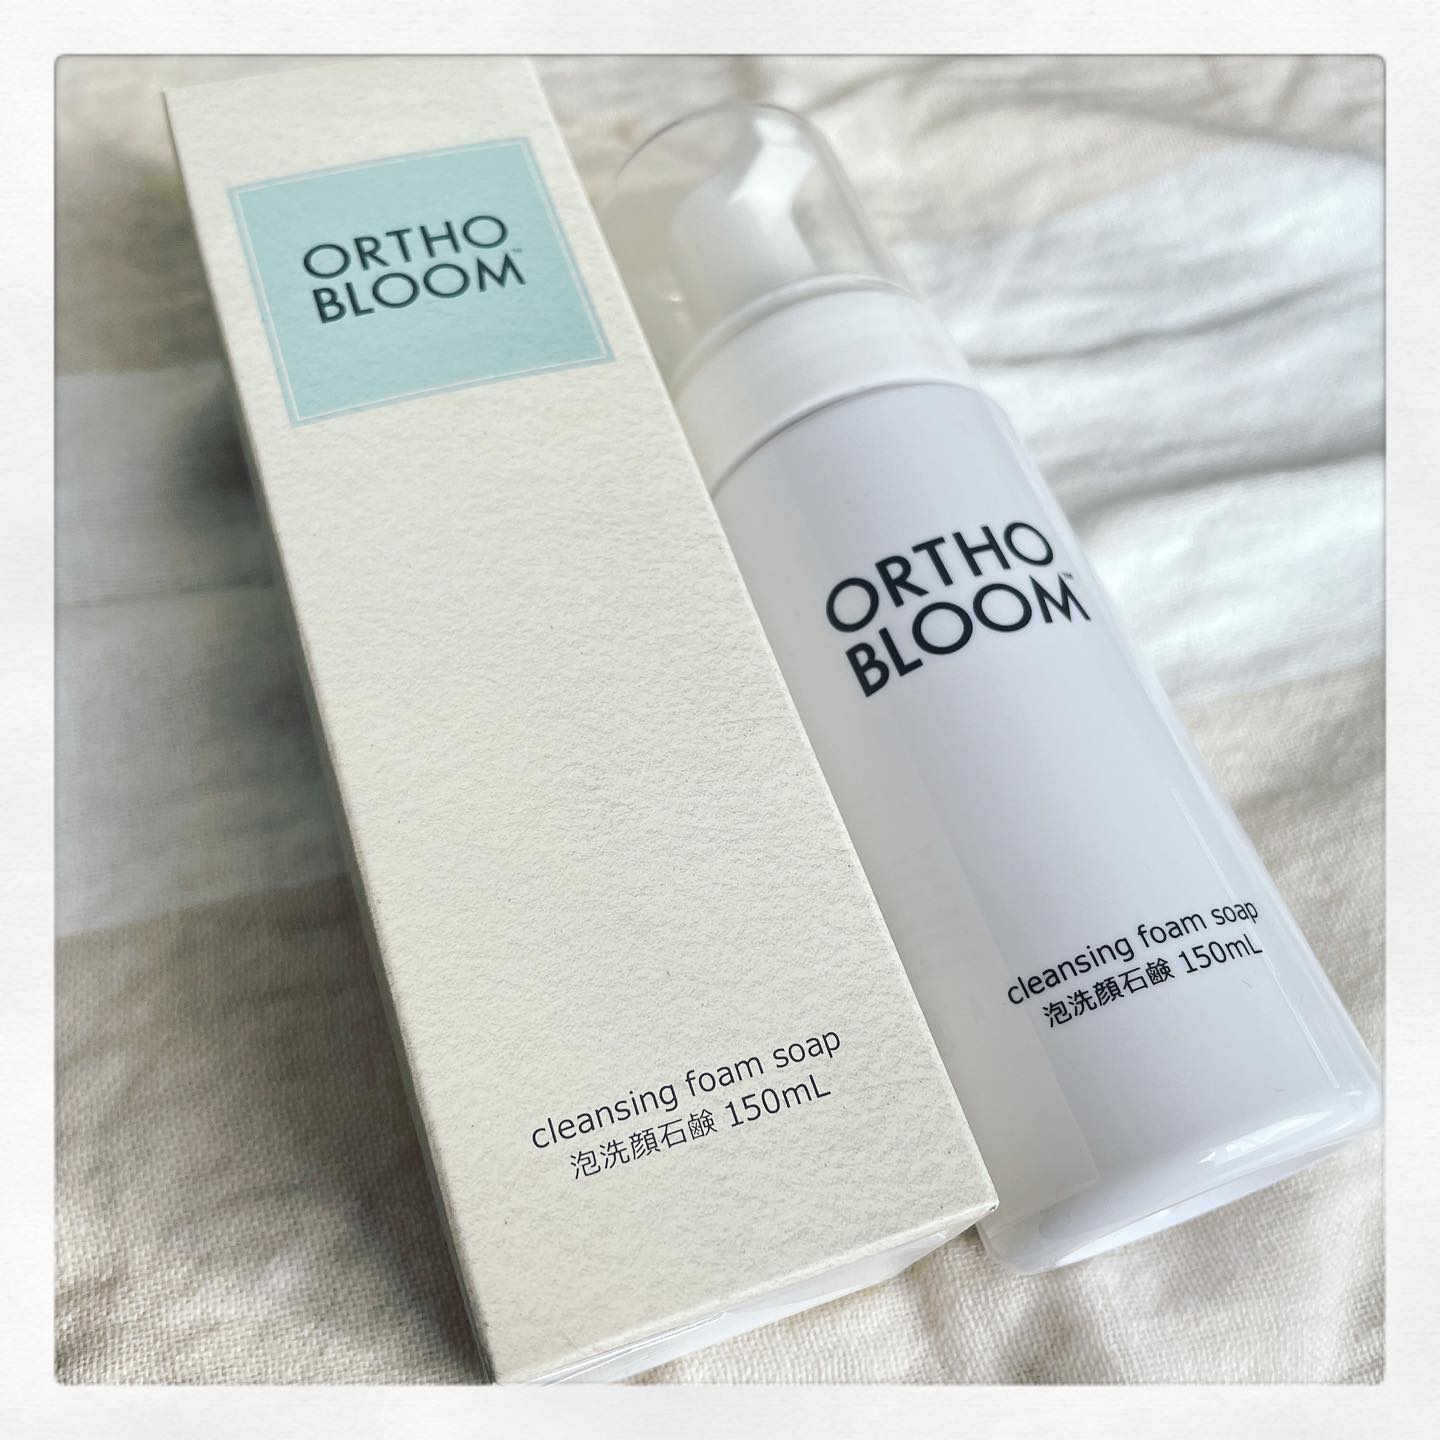 ORTHO
BLOOM™
cleansing foam soap
泡洗顔石鹸 150mL
ORTHO
BLOOM™
cleansing foam soap
泡洗顔石鹸 150mL